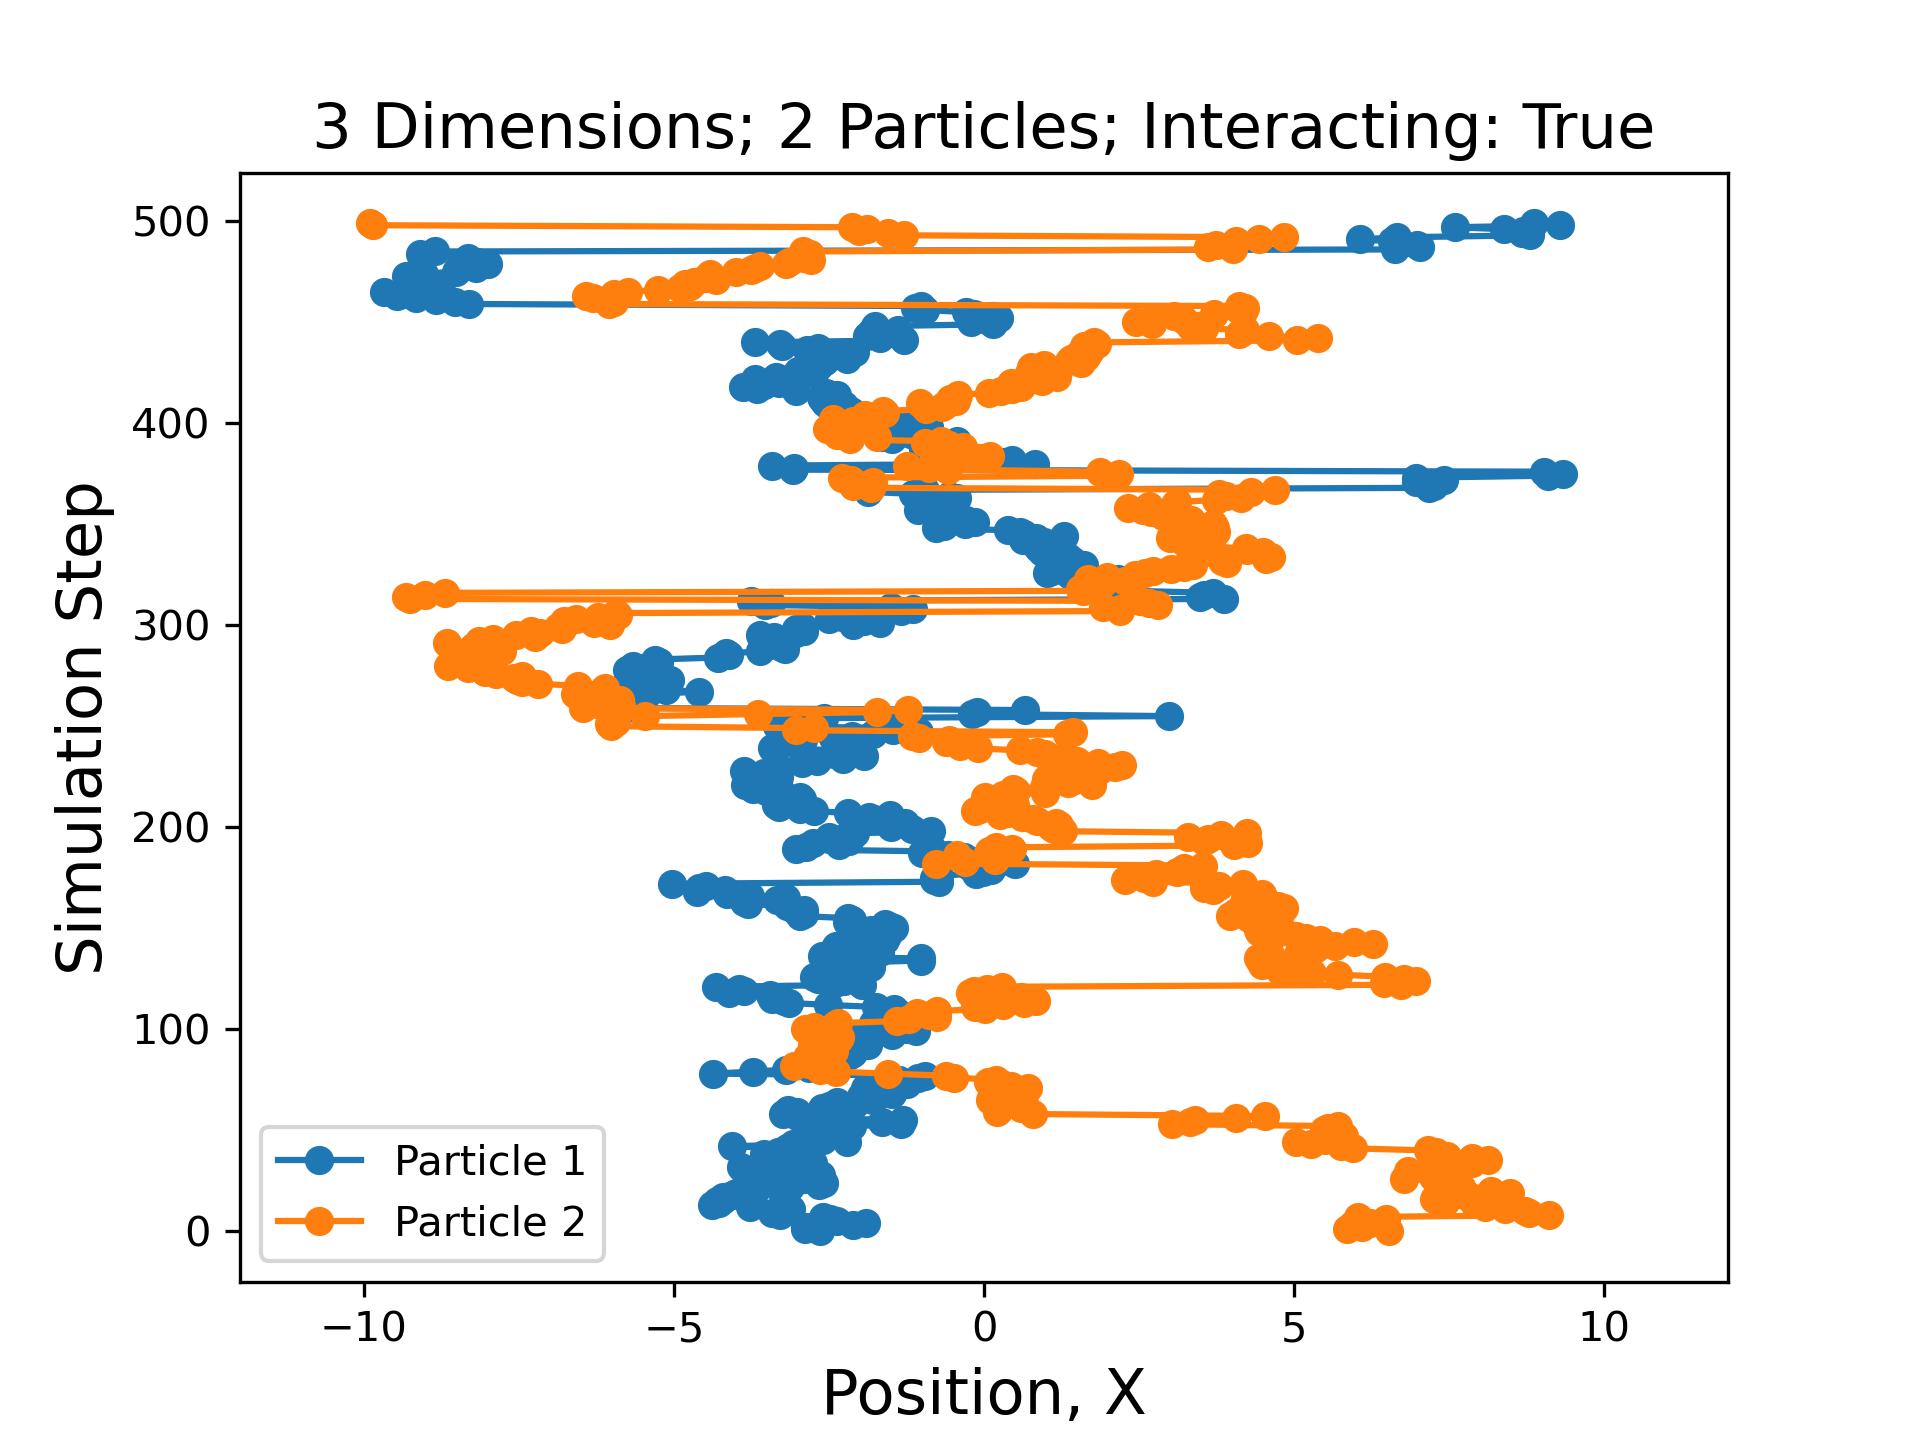 3 Dimensions; 2 Particles; Interacting: True
Simulation Step
500
400
300
200
100
0
Particle 1
Particle 2
−10
−5
0
5
10
Position, X